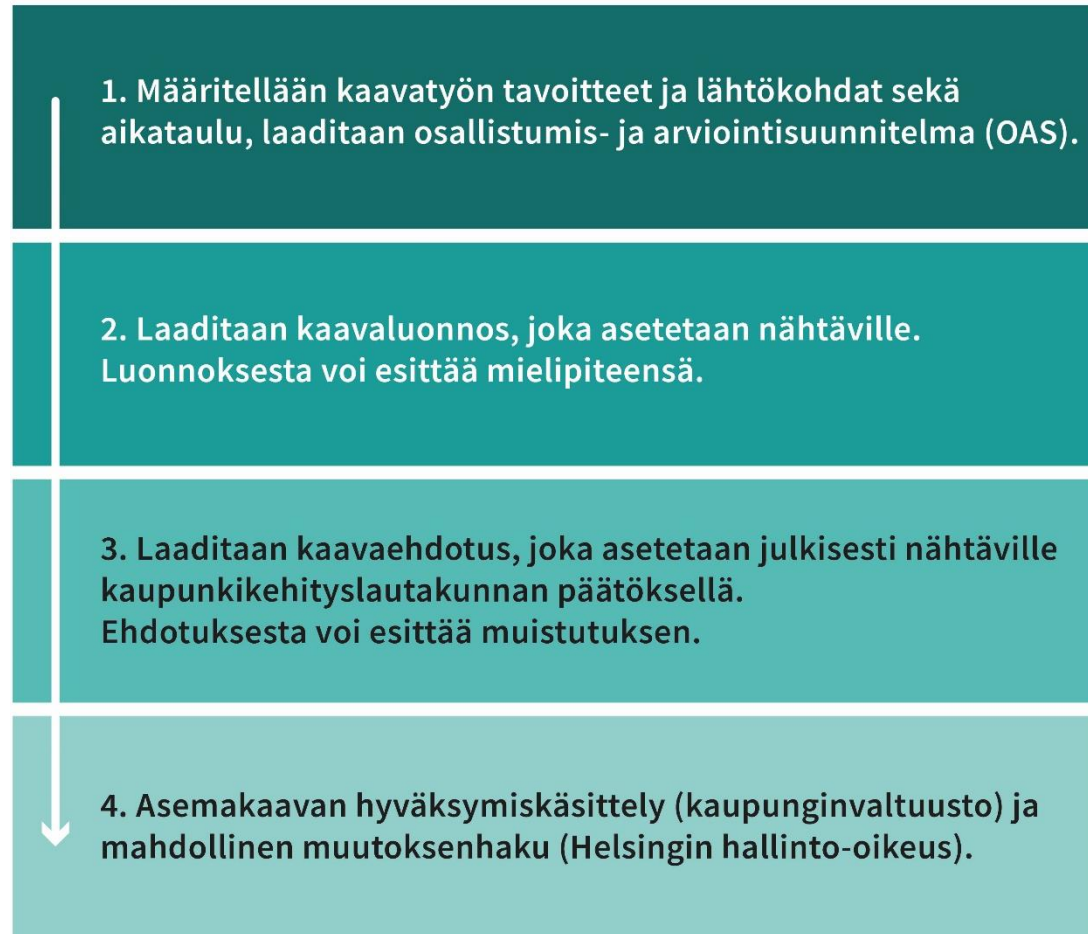 1. Määritellään kaavatyön tavoitteet ja lähtökohdat sekä
aikataulu, laaditaan osallistumis- ja arviointisuunnitelma (OAS).
2. Laaditaan kaavaluonnos, joka asetetaan nähtäville.
Luonnoksesta voi esittää mielipiteensä.
3. Laaditaan kaavaehdotus, joka asetetaan julkisesti nähtäville
kaupunkikehityslautakunnan päätöksellä.
Ehdotuksesta voi esittää muistutuksen.
4. Asemakaavan hyväksymiskäsittely (kaupunginvaltuusto) ja
mahdollinen muutoksenhaku (Helsingin hallinto-oikeus).